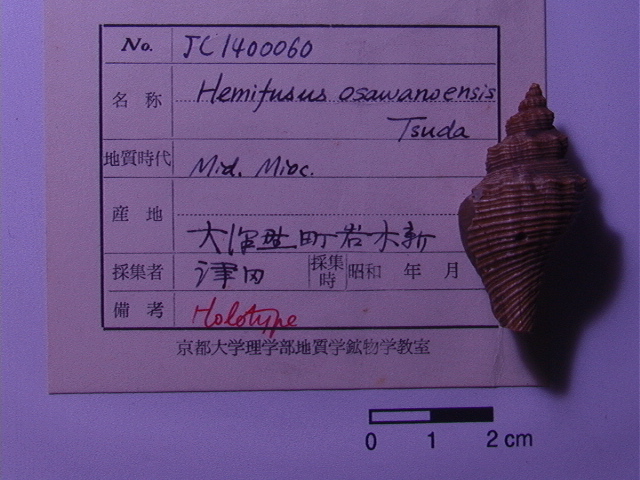 No. JC1400060
名称 Hemifusus osawanoensis
Tsuda
地質時代 Mid. Mioc.
産地
大沢野町岩木新
採集者 津田 採集時 昭和 年 月
備考 Holotype
京都大学理学部地質学鉱物学教室
0 1 2 cm